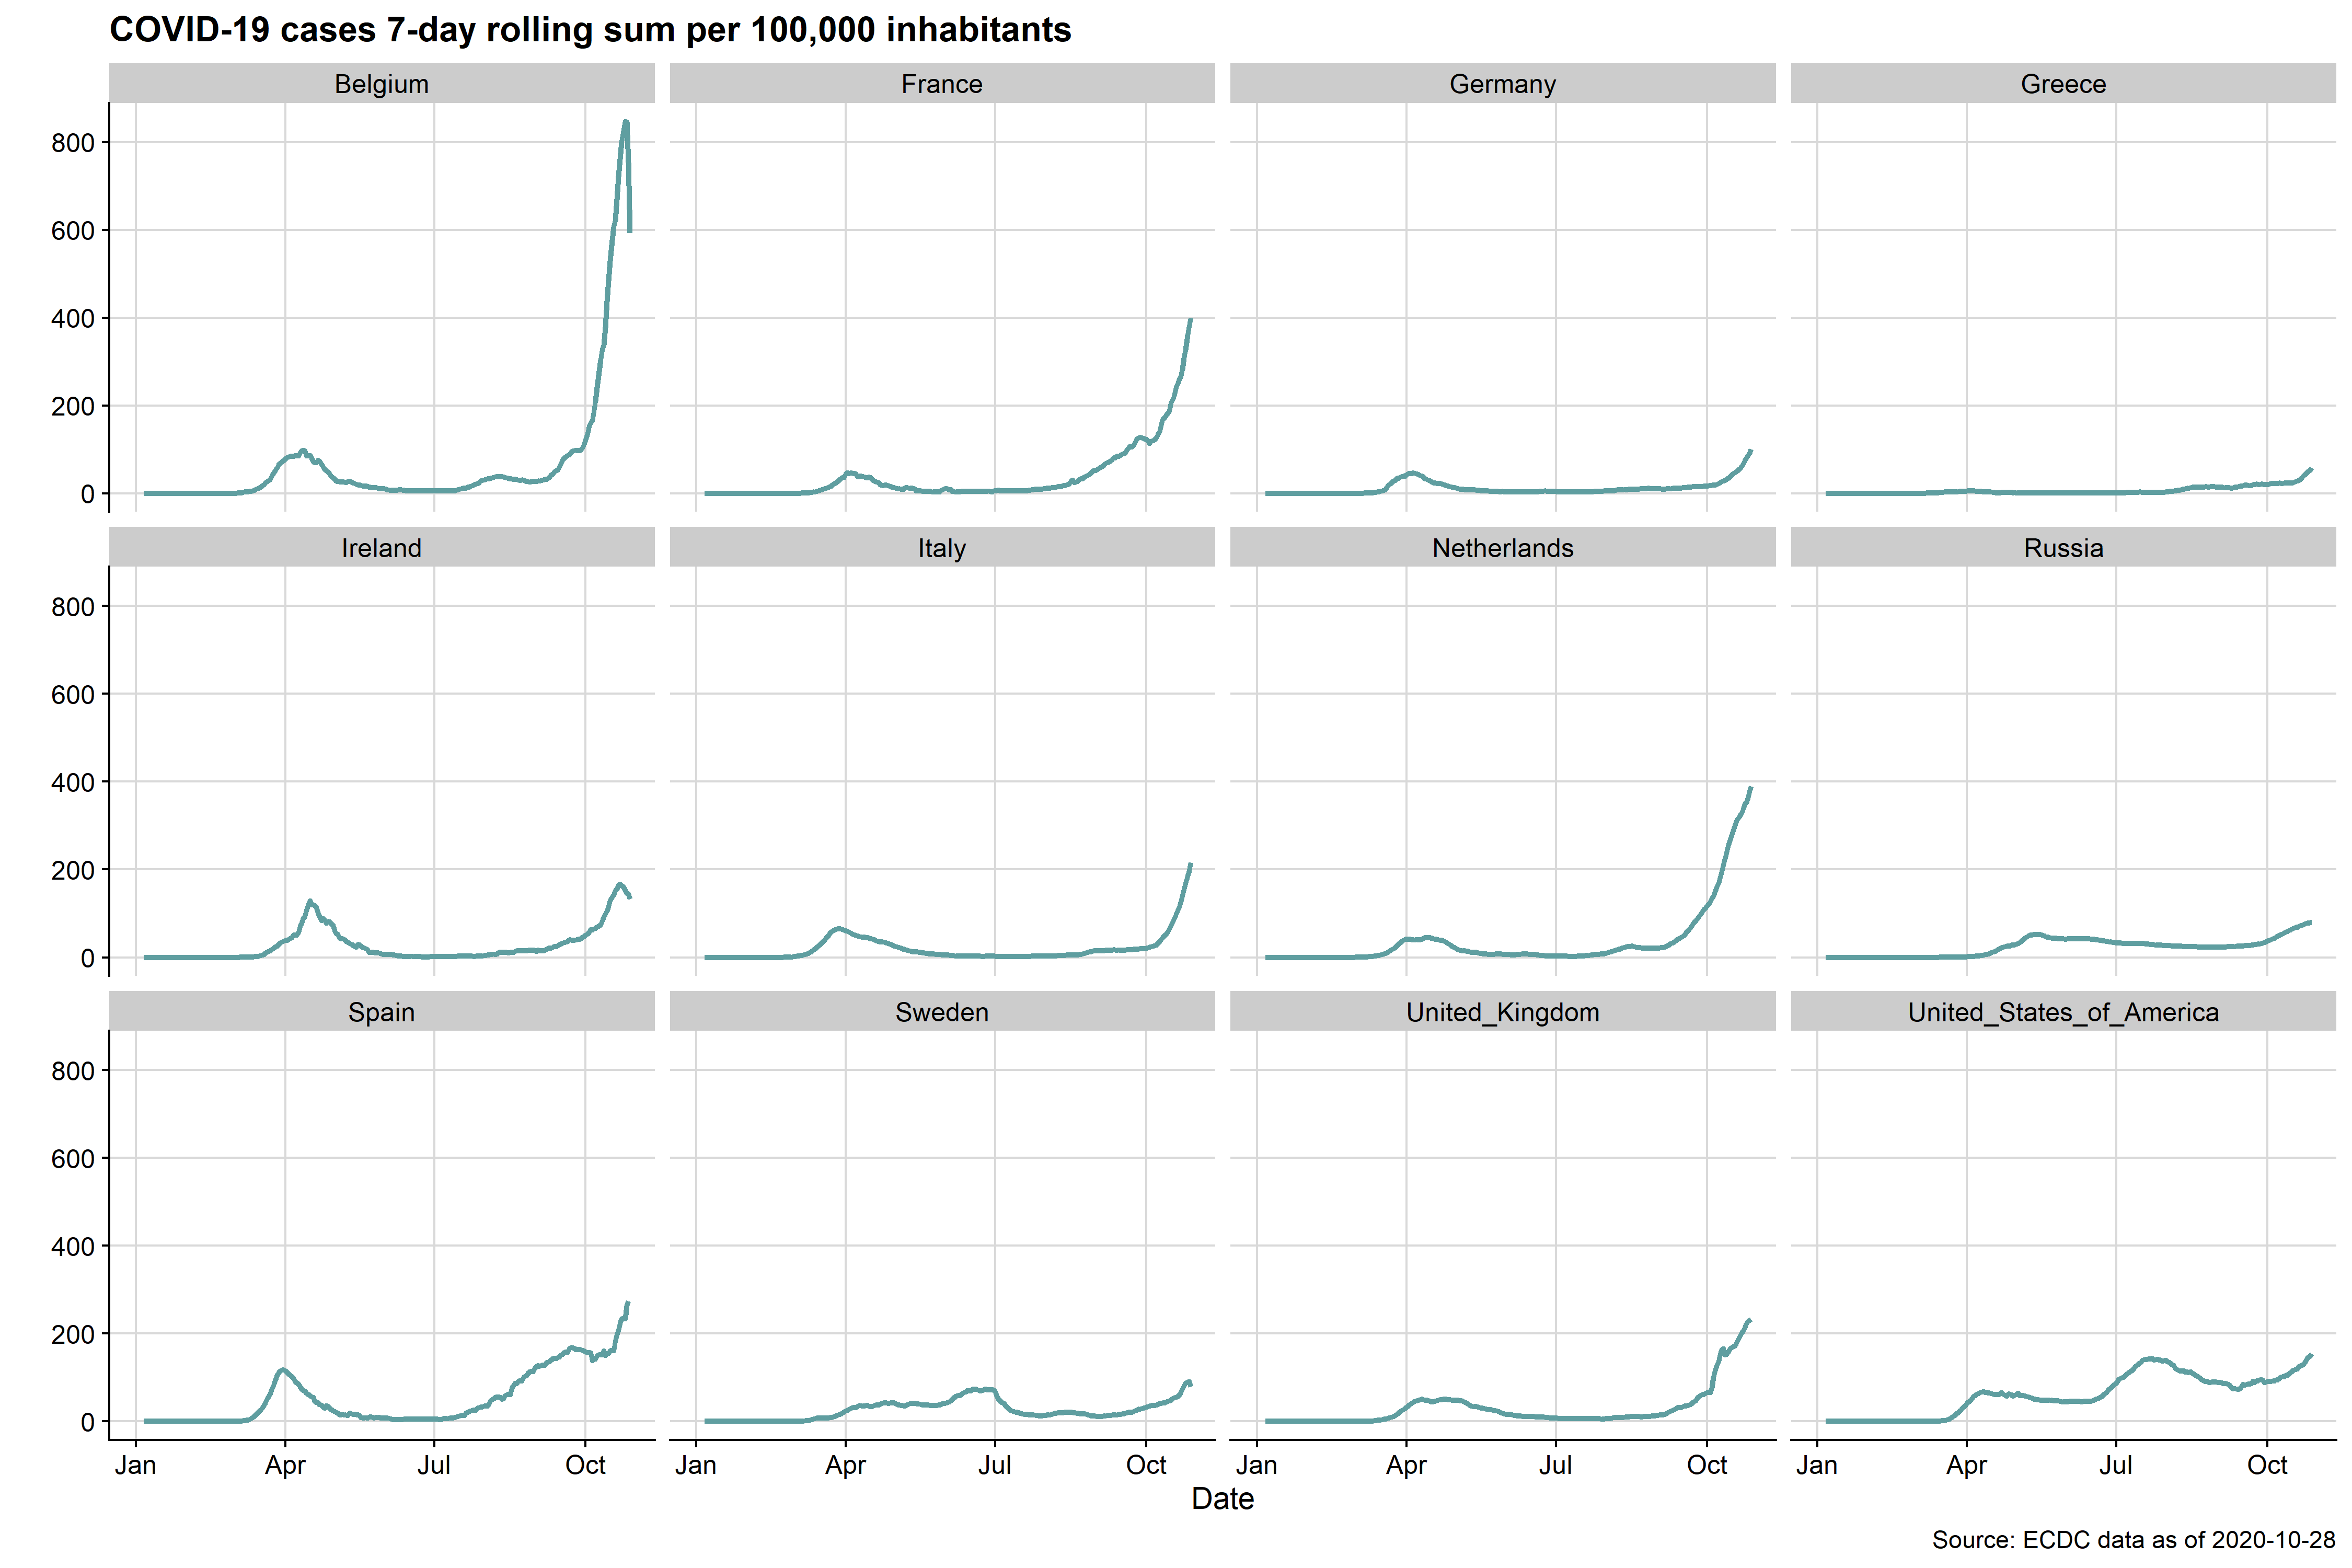 COVID-19 cases 7-day rolling sum per 100,000 inhabitants
Belgium France Germany Greece
800
600
400
200
0
Ireland Italy Netherlands Russia
800
600
400
200
0
Spain Sweden United_Kingdom United_States_of_America
800
600
400
200
0
Jan Apr Jul Oct Jan Apr Jul Oct Jan Apr Jul Oct Jan Apr Jul Oct
Date
Source: ECDC data as of 2020-10-28